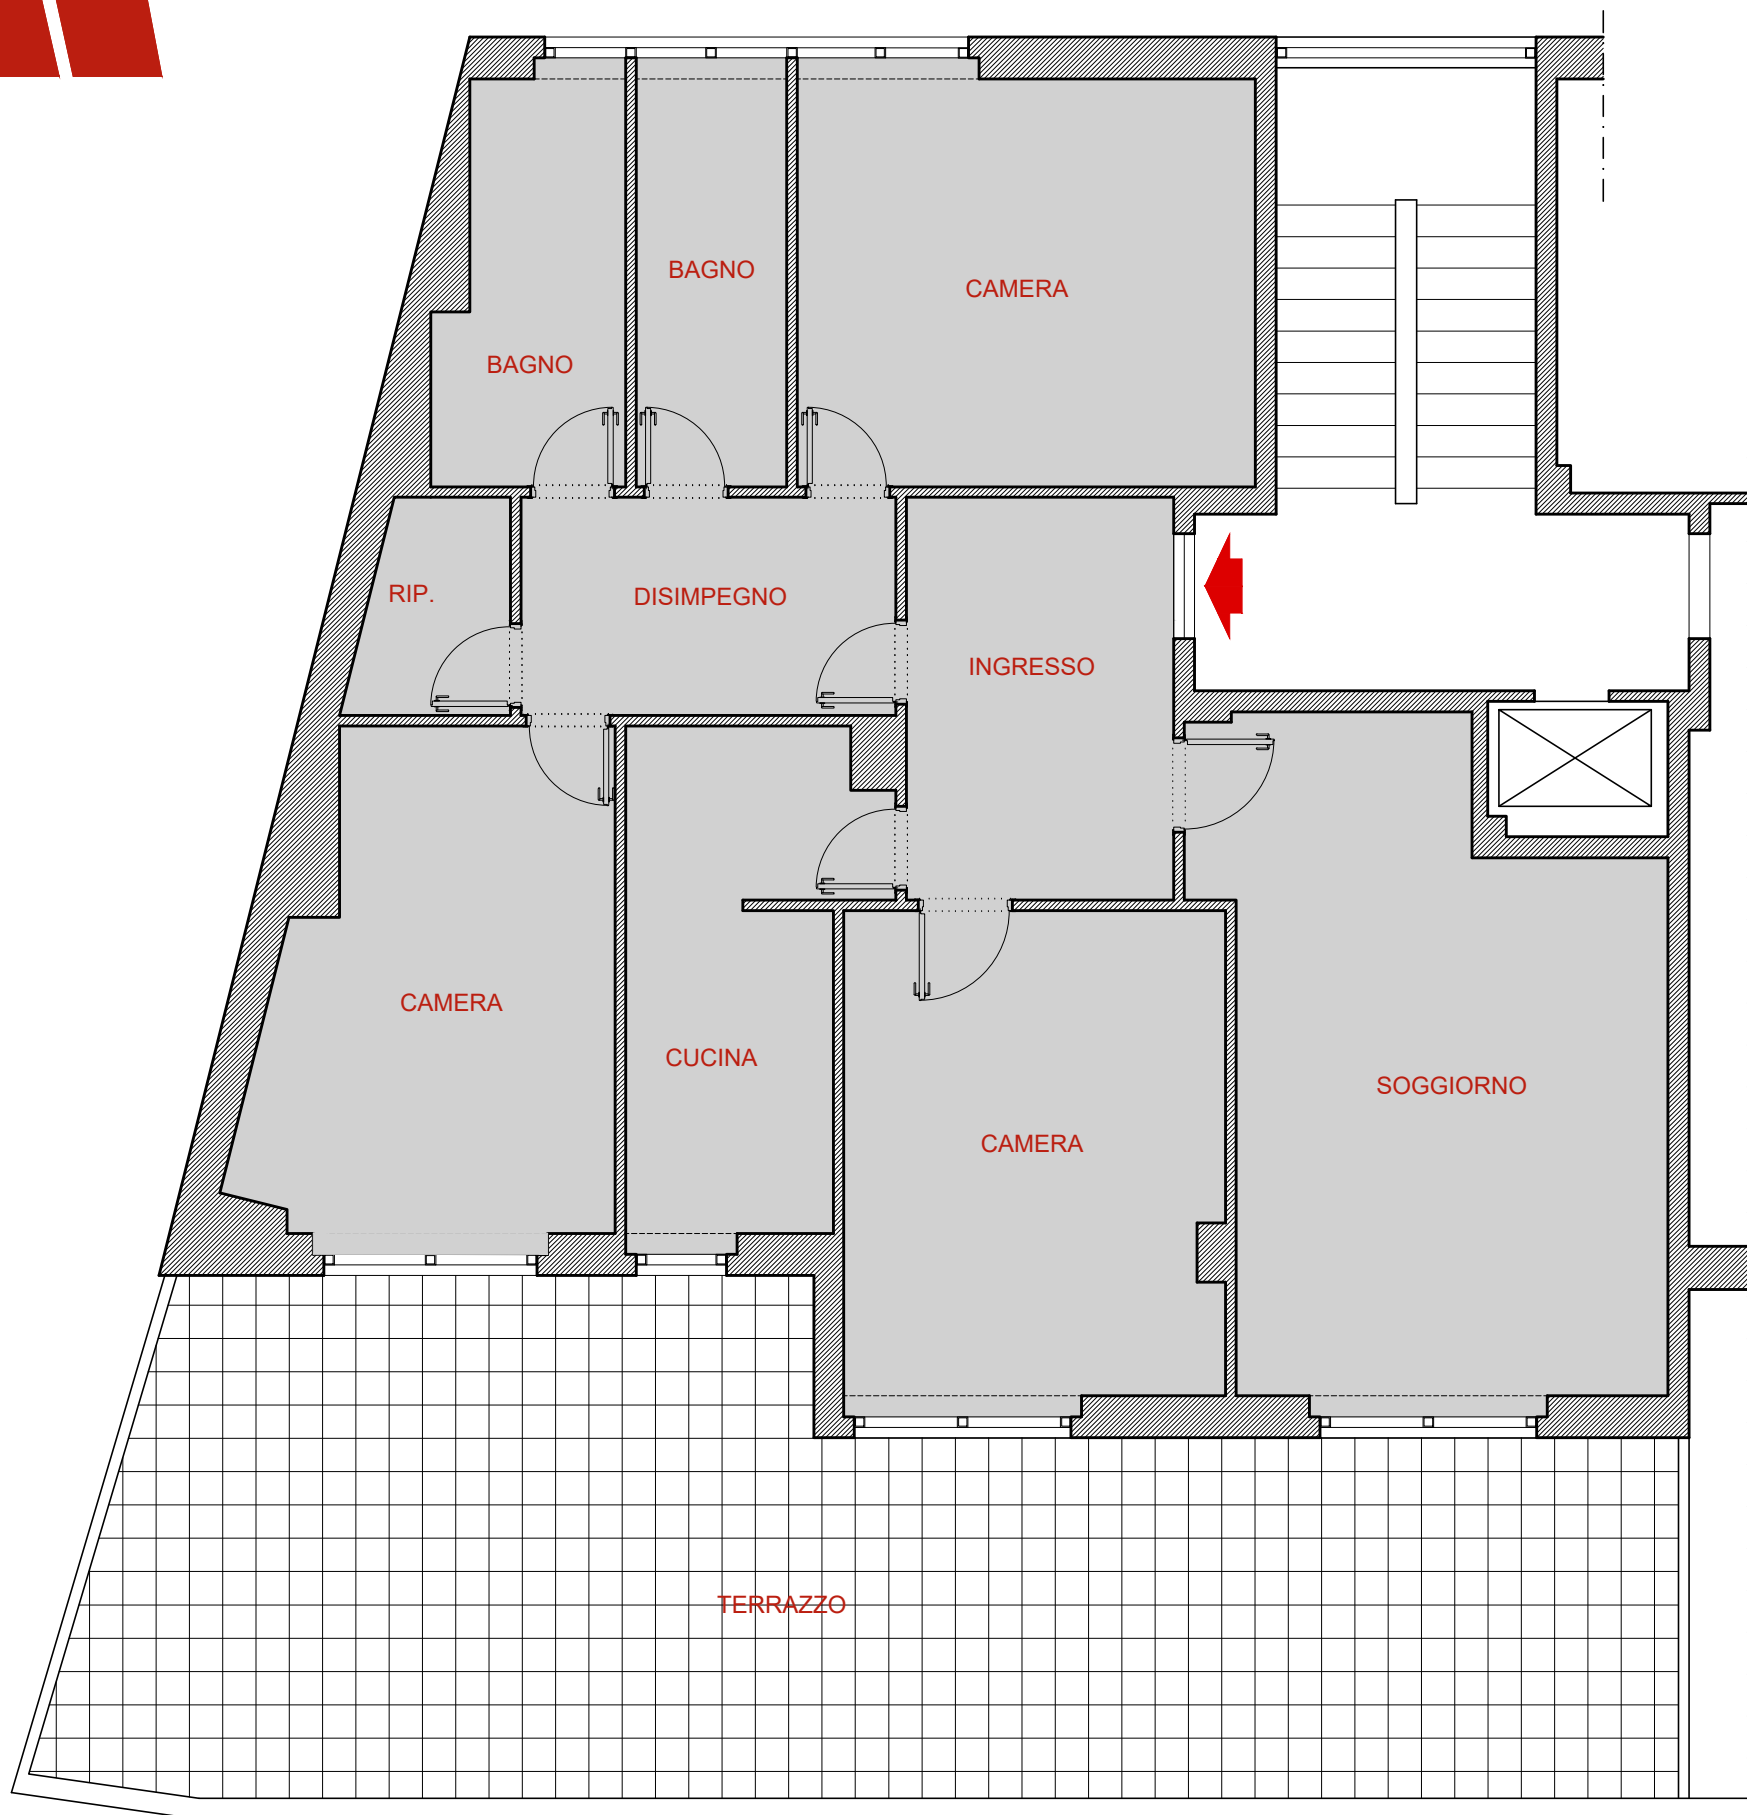 BAGNO
CAMERA
BAGNO
RIP.
DISIMPEGNO
INGRESSO
CAMERA
CUCINA
SOGGIORNO
CAMERA
TERRAZZO